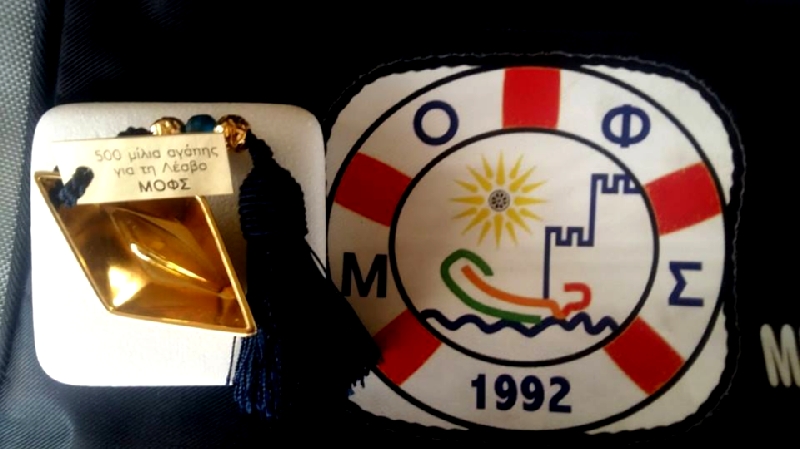 500 μίλια αγάπης
για τη Λέσβο
ΜΟΦΣ
Μ Ο Φ Σ
1992
M